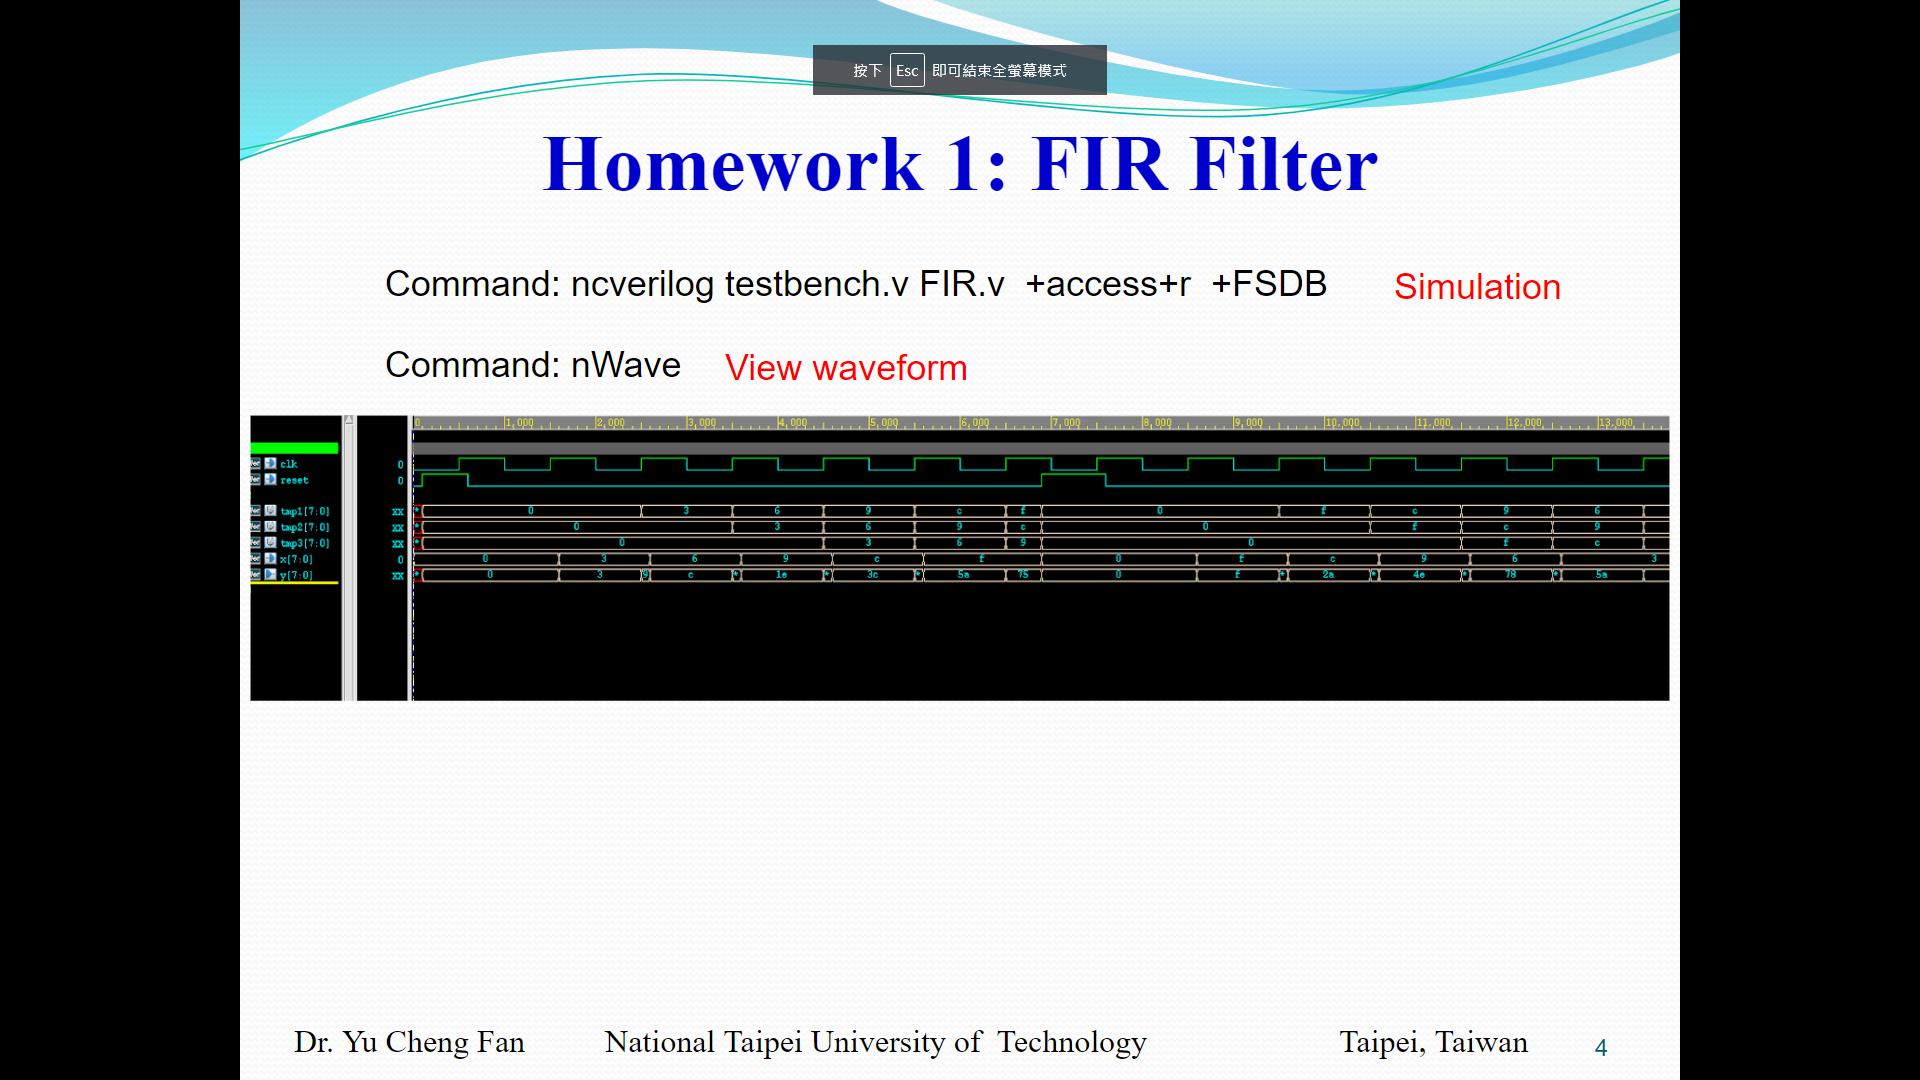 按下 Esc 即可結束全螢幕模式
Homework 1: FIR Filter
Command: ncverilog testbench.v FIR.v +access+r +FSDB Simulation
Command: nWave View waveform
0 1,000 2,000 3,000 4,000 5,000 6,000 7,000 8,000 9,000 10,000 11,000 12,000 13,000
clk 0
reset 0
tmp1[7:0] xx * 0 3 6 9 c f 0 f c 9 6
tmp2[7:0] xx * 0 3 6 9 c 0 f c 9
tmp3[7:0] xx * 0 3 6 9 0 f c
x[7:0] 0 0 3 6 9 c f 0 f c 9 6 3
y[7:0] xx * 0 3 9 c * 1e * 3c * 5a 75 0 f * 2a * 4e * 78 * 5a
Dr. Yu Cheng Fan National Taipei University of Technology Taipei, Taiwan 4